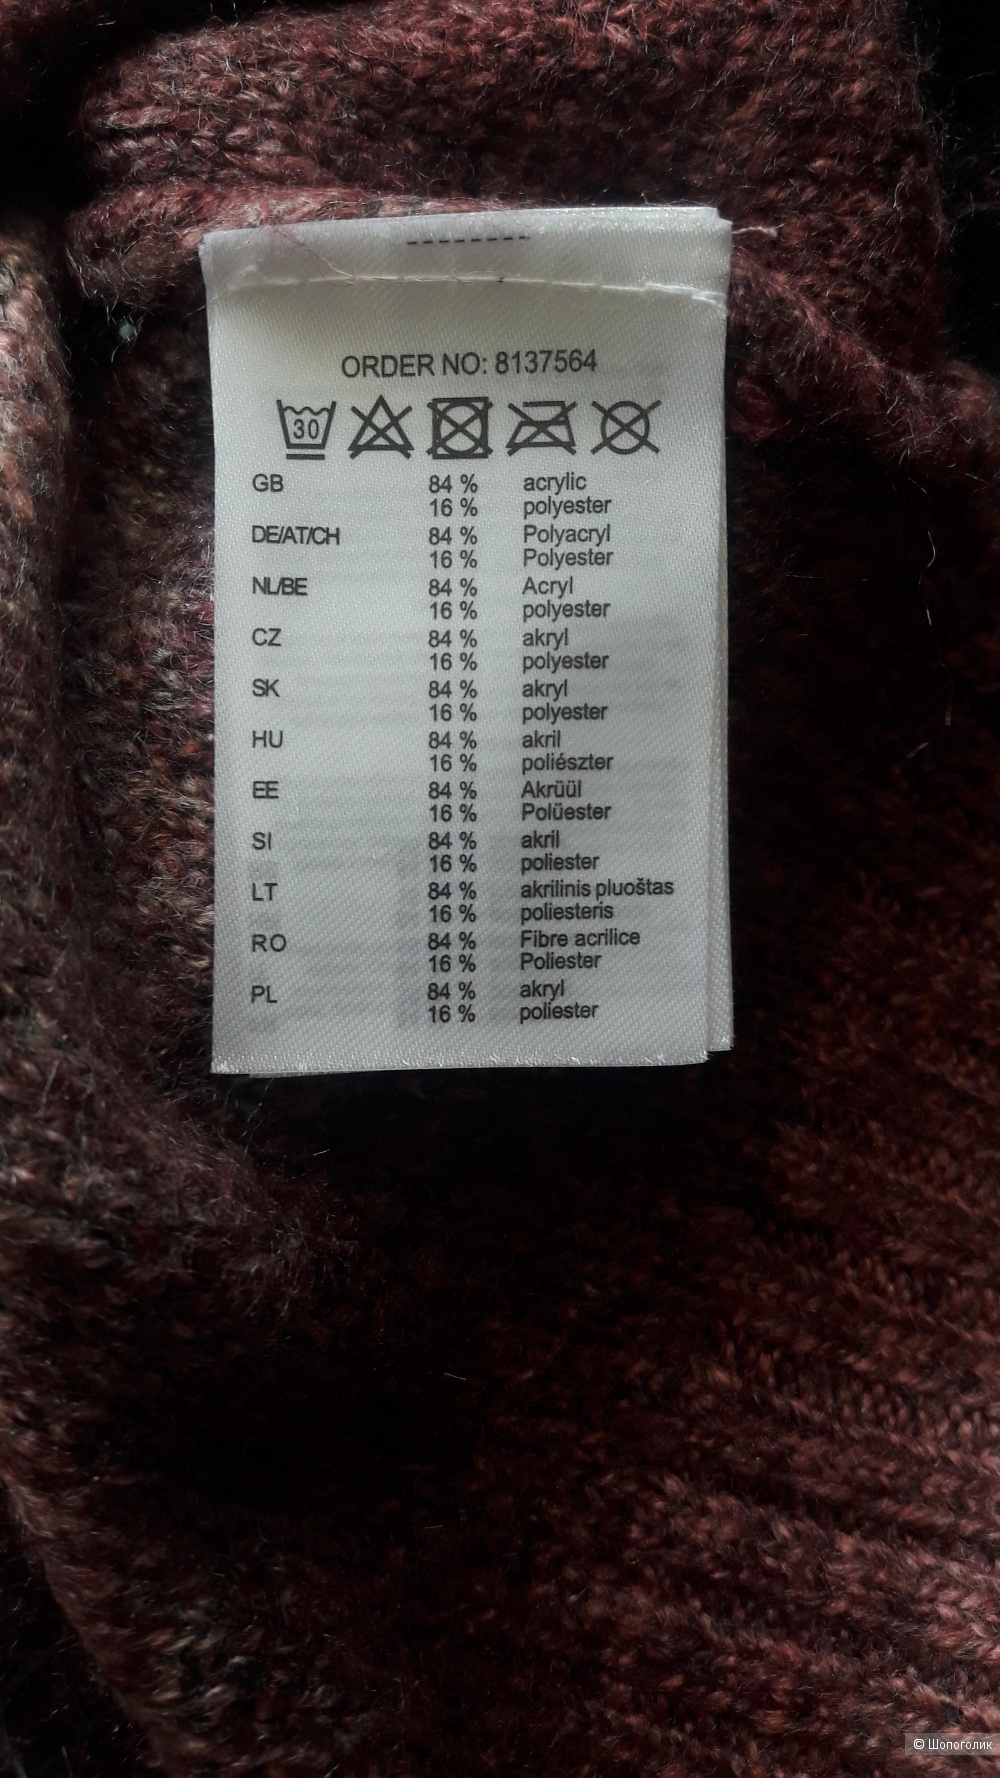 ORDER NO: 8137564
30
GB 84 % acrylic
16 % polyester
DE/AT/CH 84 % Polyacryl
16 % Polyester
NL/BE 84 % Acryl
16 % polyester
CZ 84 % akryl
16 % polyester
SK 84 % akryl
16 % polyester
HU 84 % akril
16 % poliészter
EE 84 % Akrüül
16 % Polüester
SI 84 % akril
16 % poliester
LT 84 % akrilinis pluoštas
16 % poliesteris
RO 84 % Fibre acrilice
16 % Poliester
PL 84 % akryl
16 % poliester
© Шопоголик